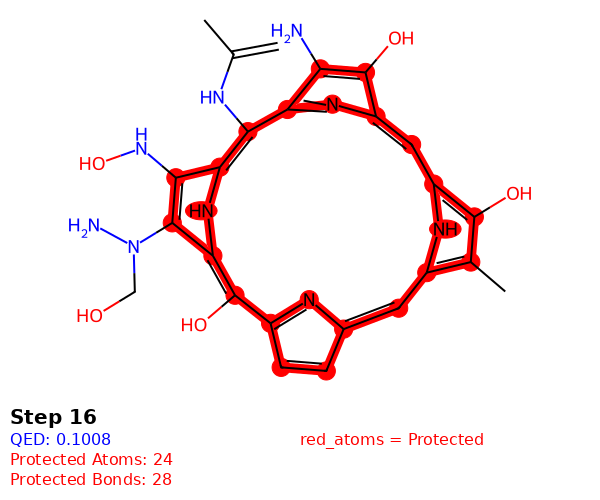 H₂N
OH
N
HN
H
N
HO
HN
OH
NH
H₂N
N
HO
HO
N
Step 16
QED: 0.1008
Protected Atoms: 24
red_atoms = Protected
Protected Bonds: 28